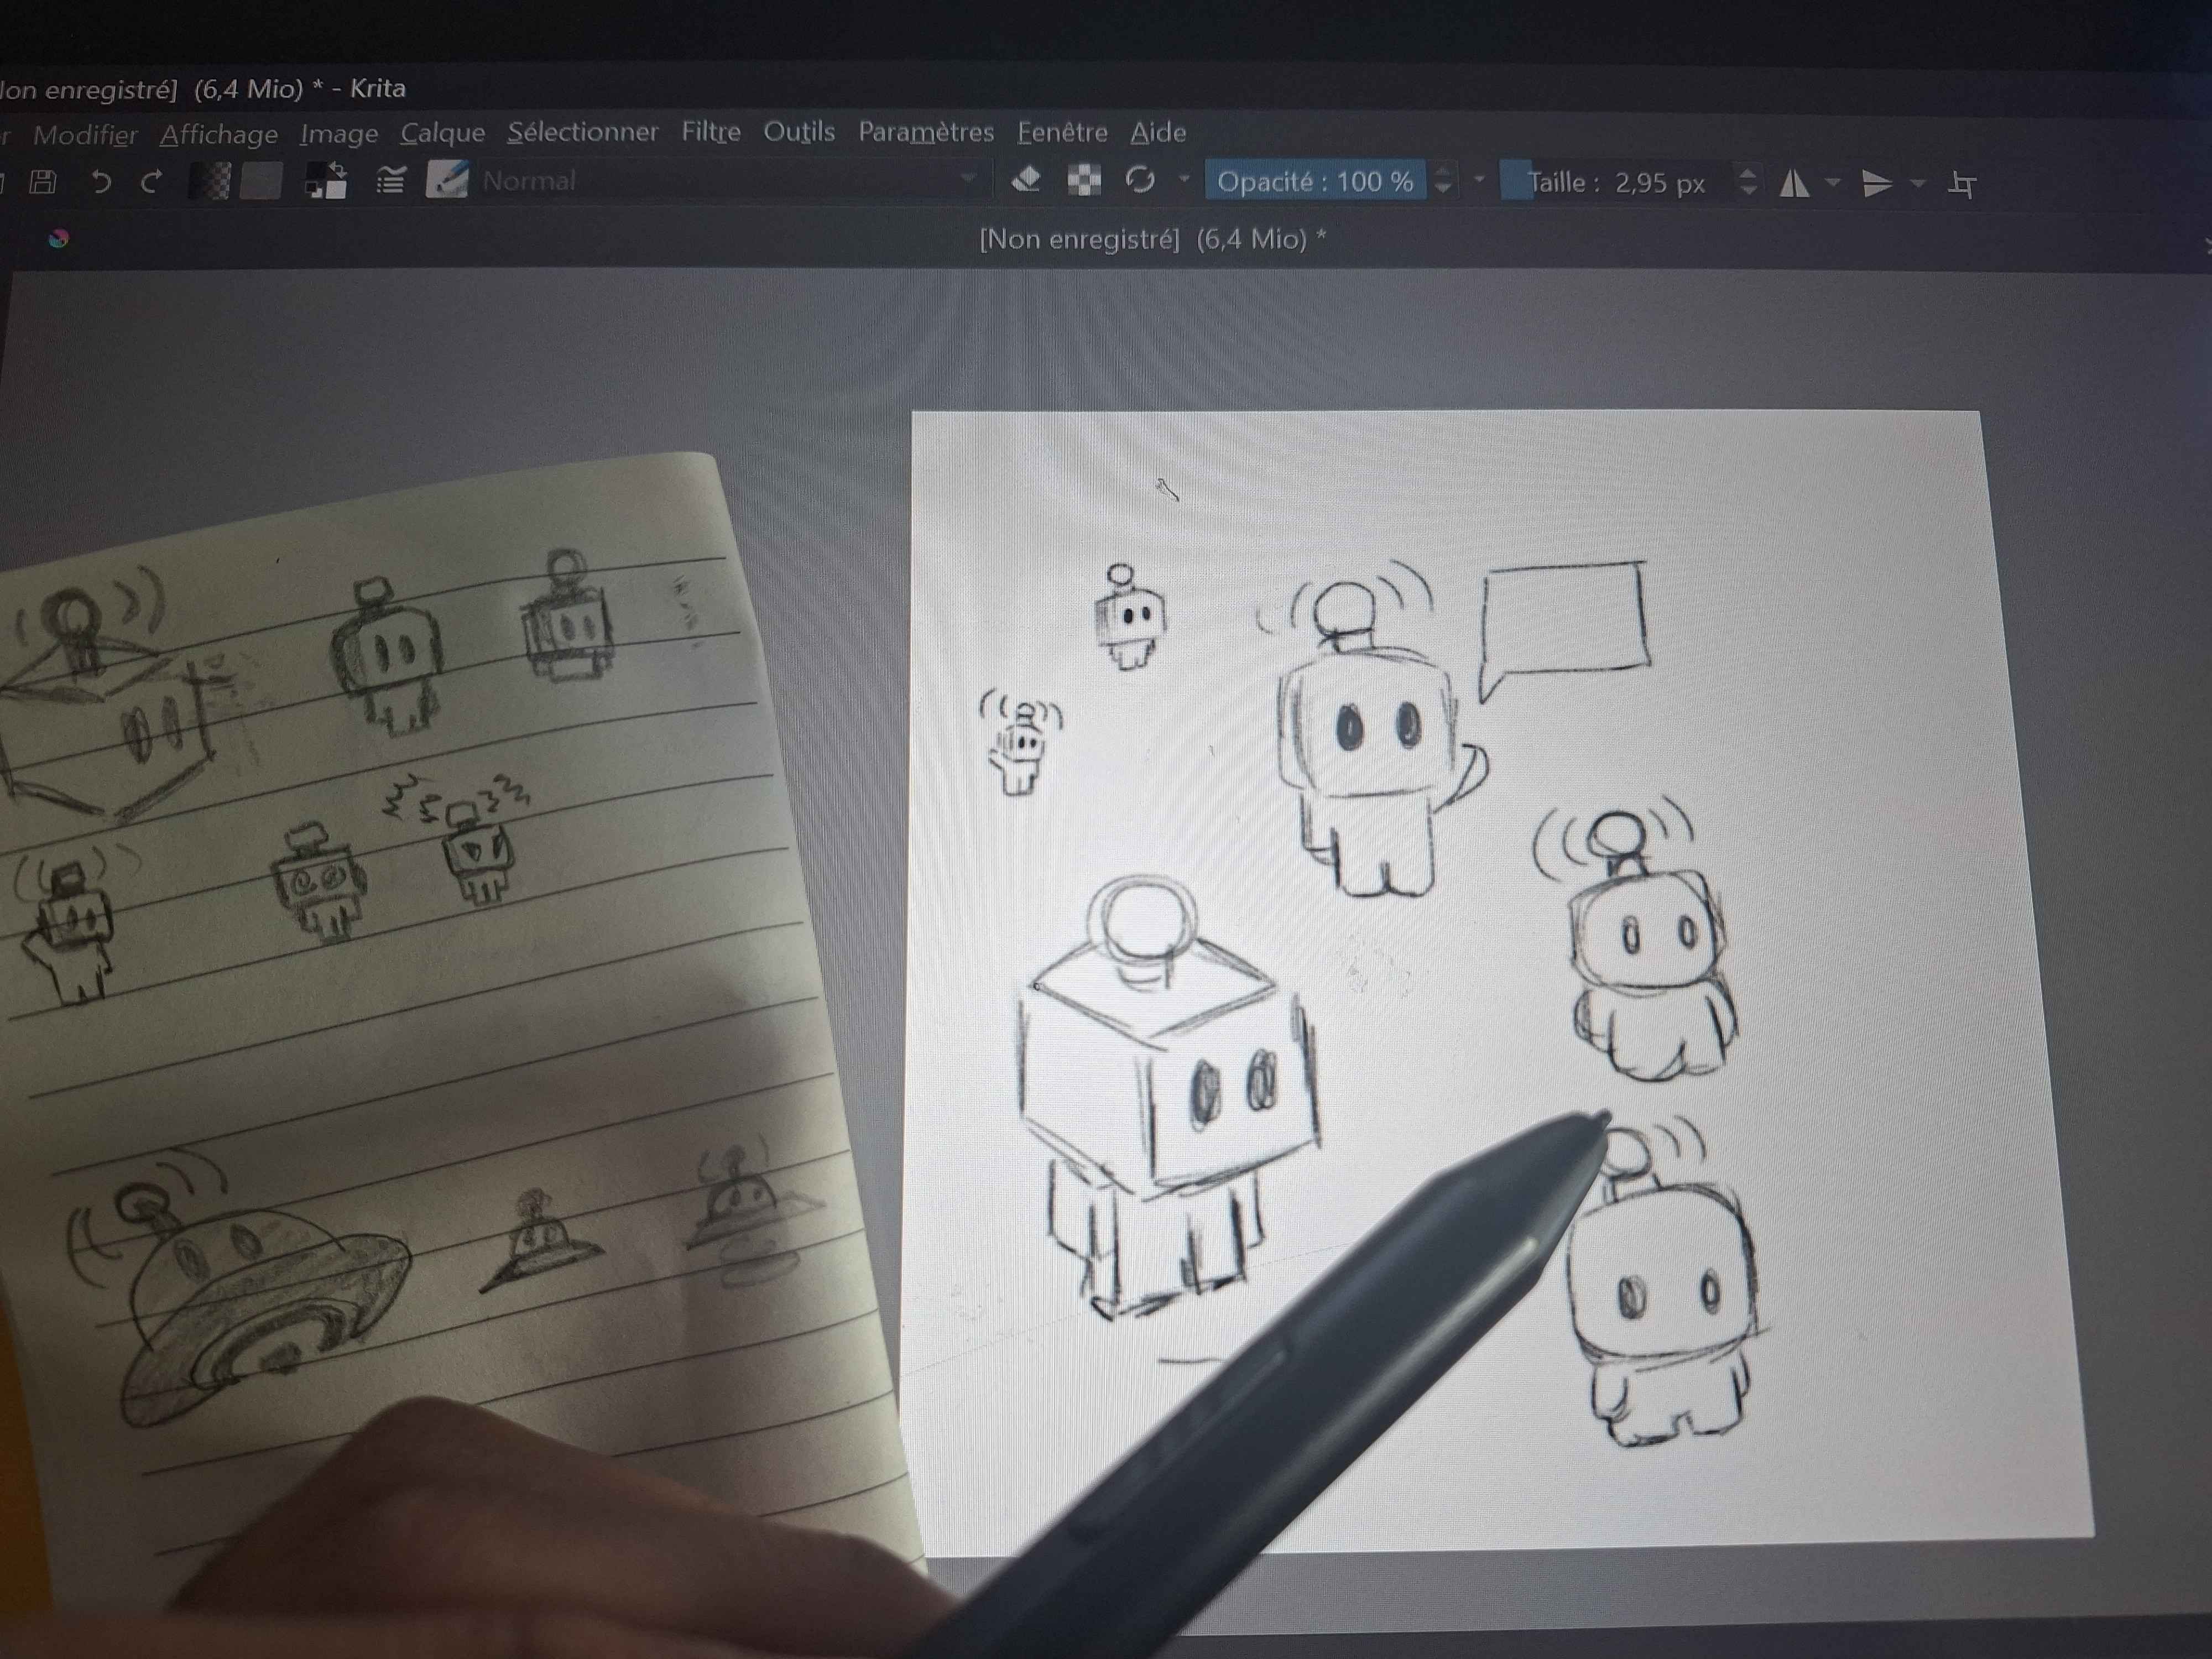 Non enregistré] (6,4 Mio) * - Krita
Modifier Affichage Image Calque Sélectionner Filtre Outils Paramètres Fenêtre Aide
Normal Opacité : 100 % Taille : 2,95 px
[Non enregistré] (6,4 Mio) *